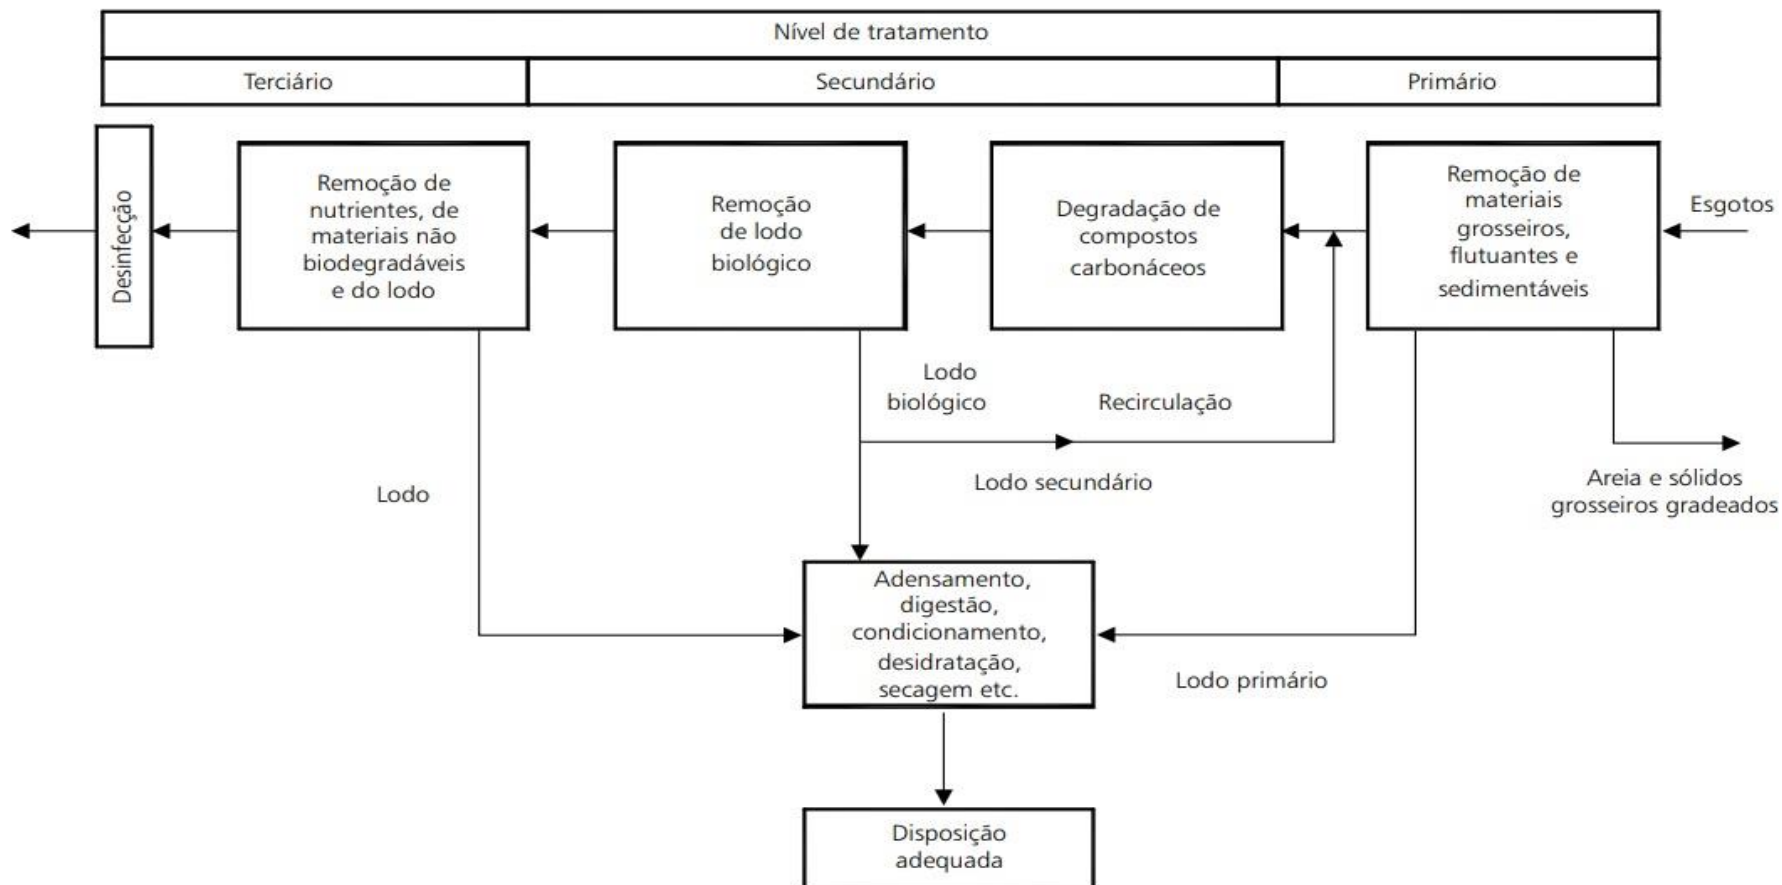 Nível de tratamento
Terciário
Secundário
Primário
Desinfecção
Remoção de
nutrientes, de
materiais não
biodegradáveis
e do lodo
Remoção
de lodo
biológico
Degradação de
compostos
carbonáceos
Remoção de
materiais
grosseiros,
flutuantes e
sedimentáveis
Esgotos
Lodo
biológico
Recirculação
Lodo secundário
Lodo
Areia e sólidos
grosseiros gradeados
Adensamento,
digestão,
condicionamento,
desidratação,
secagem etc.
Lodo primário
Disposição
adequada